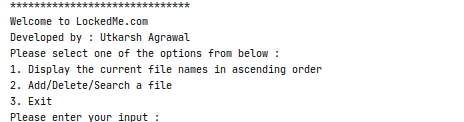 ******************************
Welcome to LockedMe.com
Developed by : Utkarsh Agrawal
Please select one of the options from below :
1. Display the current file names in ascending order
2. Add/Delete/Search a file
3. Exit
Please enter your input :